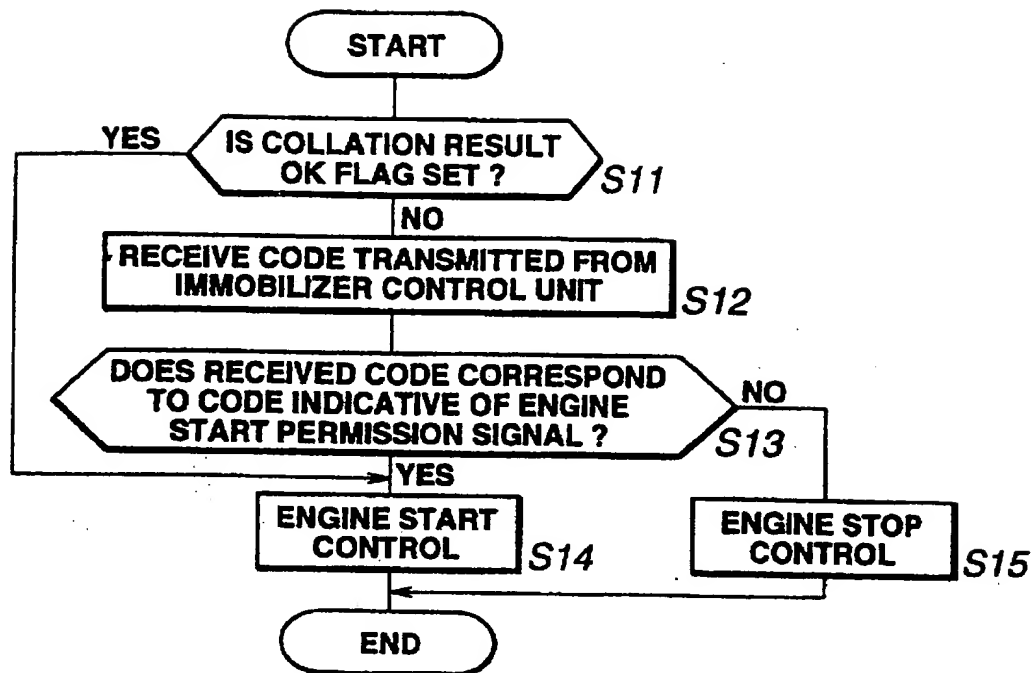 START
YES
IS COLLATION RESULT
OK FLAG SET ?
S11
NO
RECEIVE CODE TRANSMITTED FROM
IMMOBILIZER CONTROL UNIT
S12
DOES RECEIVED CODE CORRESPOND
TO CODE INDICATIVE OF ENGINE
START PERMISSION SIGNAL ?
NO
S13
YES
ENGINE START
CONTROL
S14
ENGINE STOP
CONTROL
S15
END